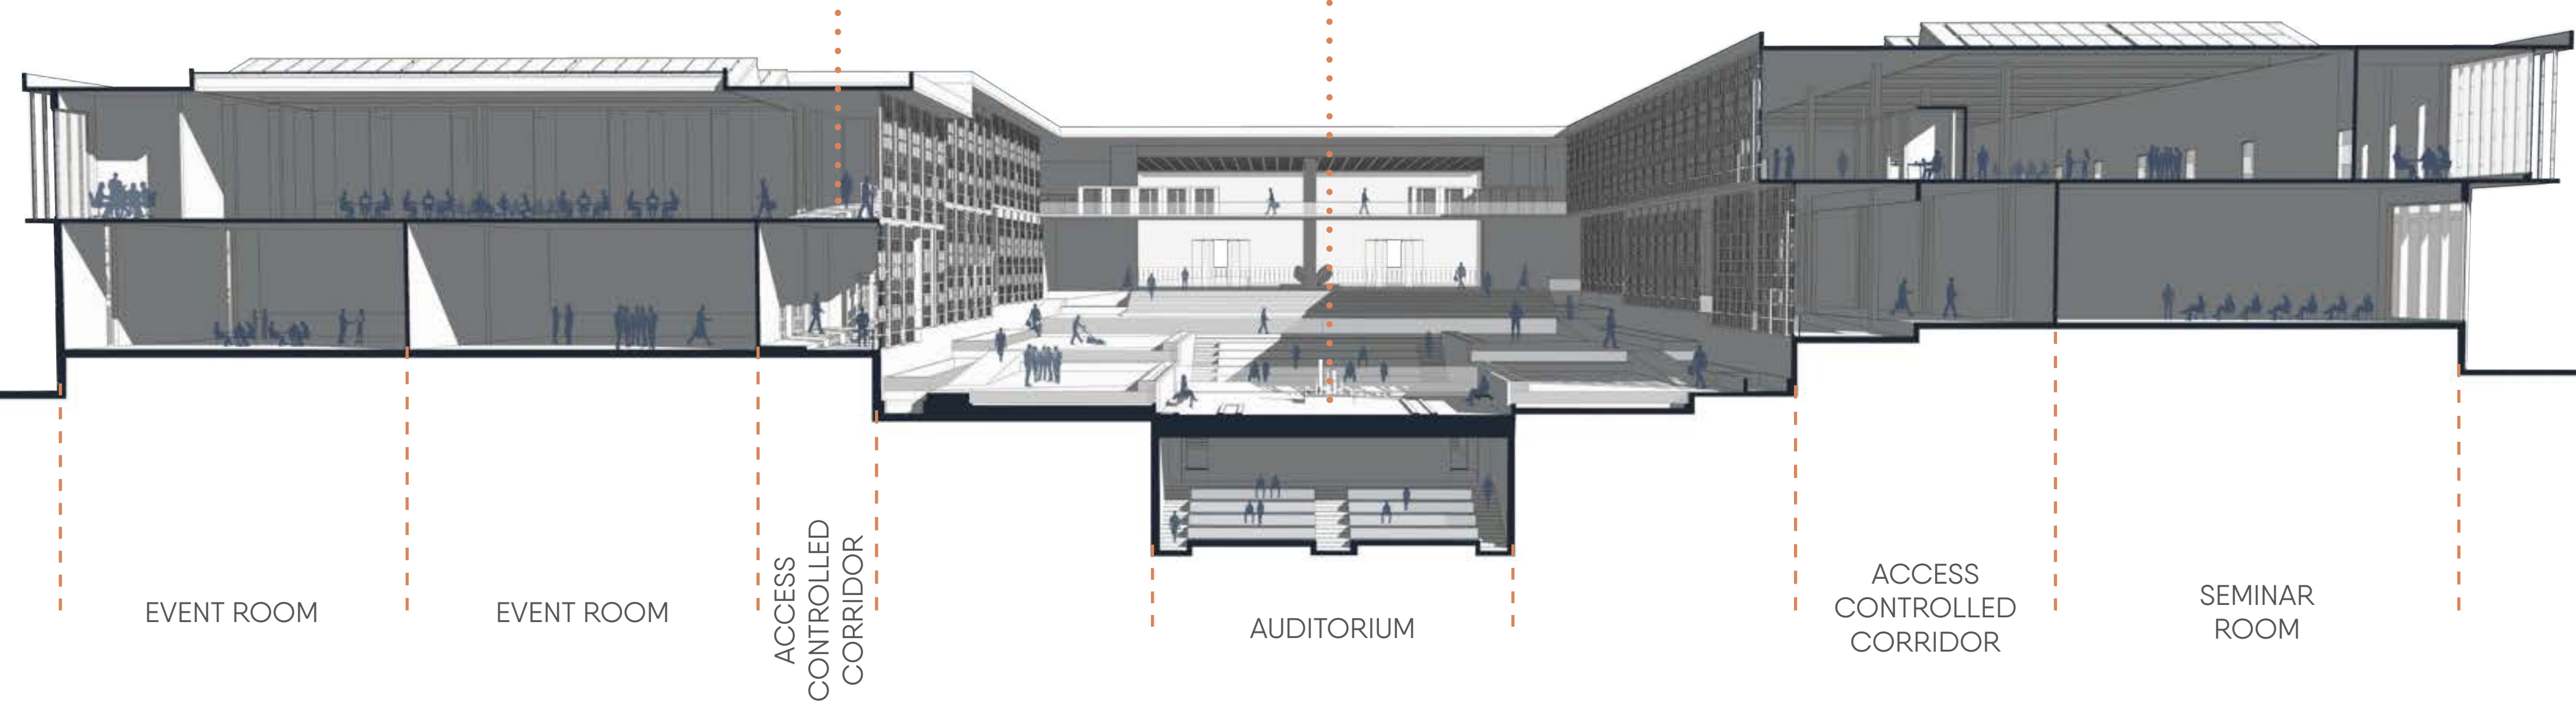 EVENT ROOM
EVENT ROOM
ACCESS
CONTROLLED
CORRIDOR
AUDITORIUM
ACCESS
CONTROLLED
CORRIDOR
SEMINAR
ROOM